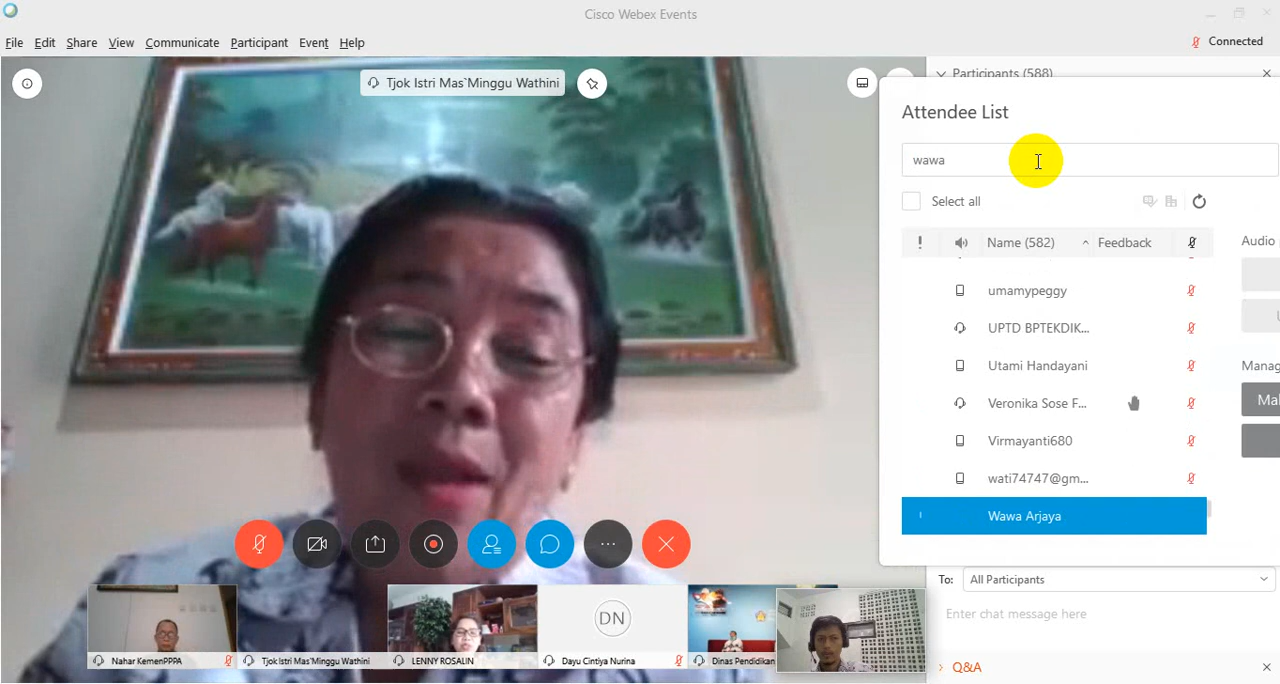 Cisco Webex Events
File Edit Share View Communicate Participant Event Help
Connected
Tjok Istri Mas`Minggu Wathini
Participants (588)
Attendee List
wawa
Select all
Name (582) Feedback
umamypeggy
UPTD BPTEKDIK...
Utami Handayani
Veronika Sose F...
Virmayanti680
wati74747@gm...
Wawa Arjaya
Audio
Manag
Mal
To: All Participants
Enter chat message here
Q&A
DN
Nahar KemenPPPA
Tjok Istri Mas`Minggu Wathini
LENNY ROSALIN
Dayu Cintiya Nurina
Dinas Pendidikan